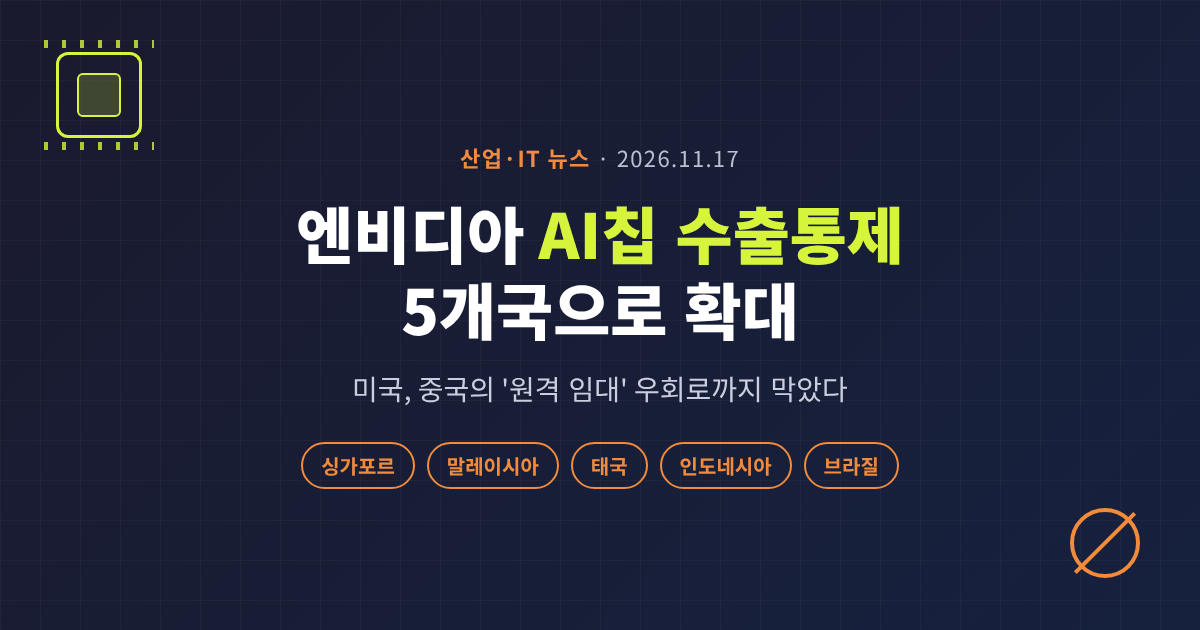 산업·IT 뉴스 · 2026.11.17
엔비디아 AI칩 수출통제
5개국으로 확대
미국, 중국의 '원격 임대' 우회로까지 막았다
싱가포르 말레이시아 태국 인도네시아 브라질